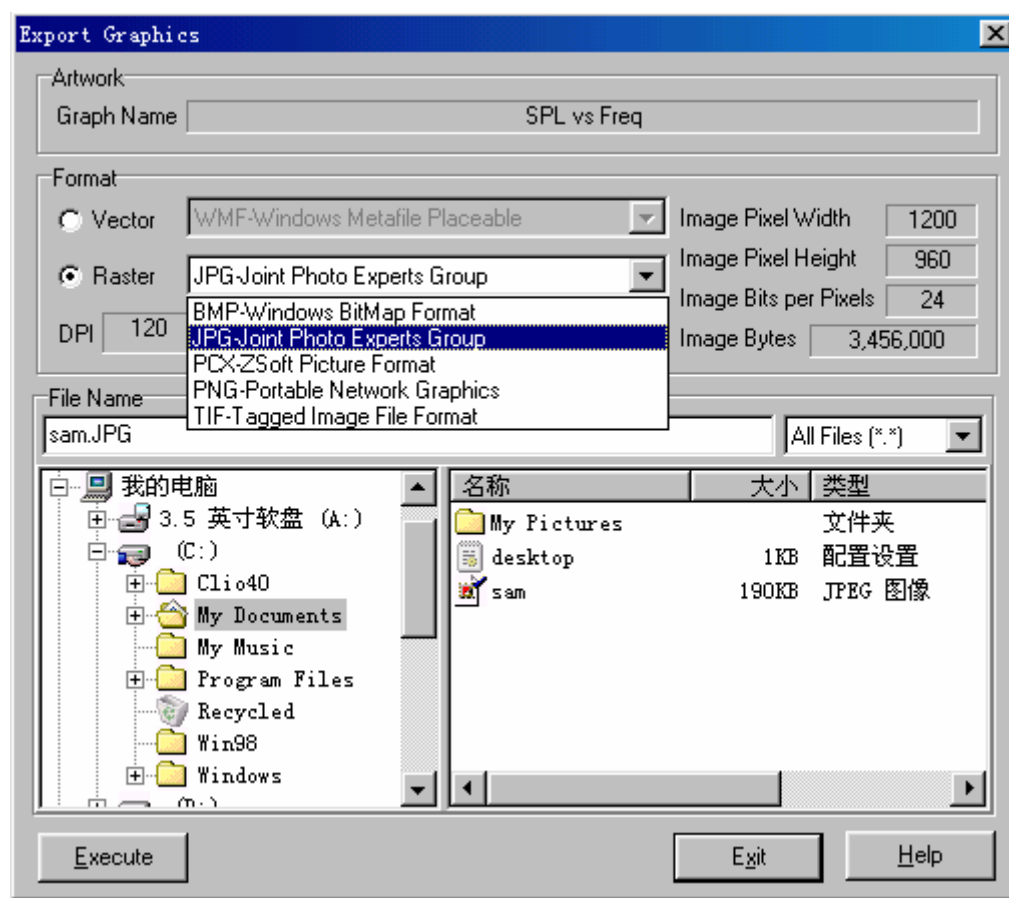 Export Graphics
Artwork
Graph Name SPL vs Freq
Format
Vector WMF-Windows Metafile Placeable
Image Pixel Width 1200
Raster JPG-Joint Photo Experts Group
Image Pixel Height 960
BMP-Windows BitMap Format
Image Bits per Pixels 24
DPI 120
JPG-Joint Photo Experts Group
Image Bytes 3,456,000
PCX-ZSoft Picture Format
PNG-Portable Network Graphics
TIF-Tagged Image File Format
File Name
sam.JPG
All Files (*.*)
我的电脑
3.5 英寸软盘 (A:)
(C:)
Clio40
My Documents
My Music
Program Files
Recycled
Win98
Windows
(D:)
名称 大小 类型
My Pictures 文件夹
desktop 1KB 配置设置
sam 190KB JPEG 图像
Execute
Exit
Help